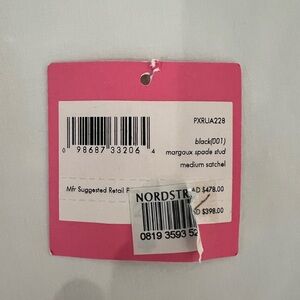 PXRUA228
black(001)
margaux spade stud
medium satchel
0 98687 33206 4
Mfr Suggested Retail
AD $478.00
$398.00
NORDSTR
0819 3593 52